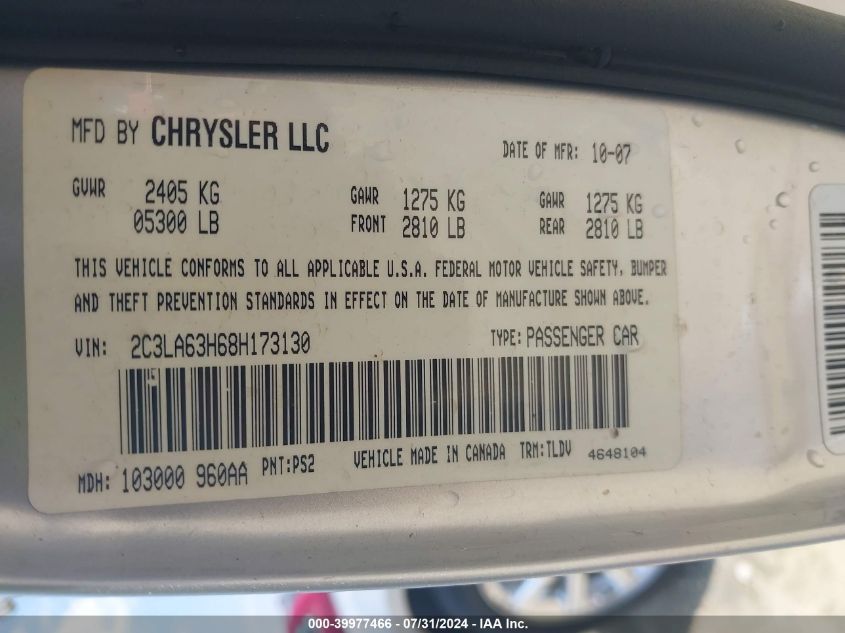 MFD BY CHRYSLER LLC
DATE OF MFR: 10-07
GVWR 2405 KG GAWR 1275 KG GAWR 1275 KG
05300 LB FRONT 2810 LB REAR 2810 LB
THIS VEHICLE CONFORMS TO ALL APPLICABLE U.S.A. FEDERAL MOTOR VEHICLE SAFETY, BUMPER
AND THEFT PREVENTION STANDARDS IN EFFECT ON THE DATE OF MANUFACTURE SHOWN ABOVE.
VIN: 2C3LA63H68H173130 TYPE: PASSENGER CAR
MDH: 103000 960AA PNT:PS2 VEHICLE MADE IN CANADA TRM:TLDV 4648104
000-39977466 - 07/31/2024 - IAA Inc.